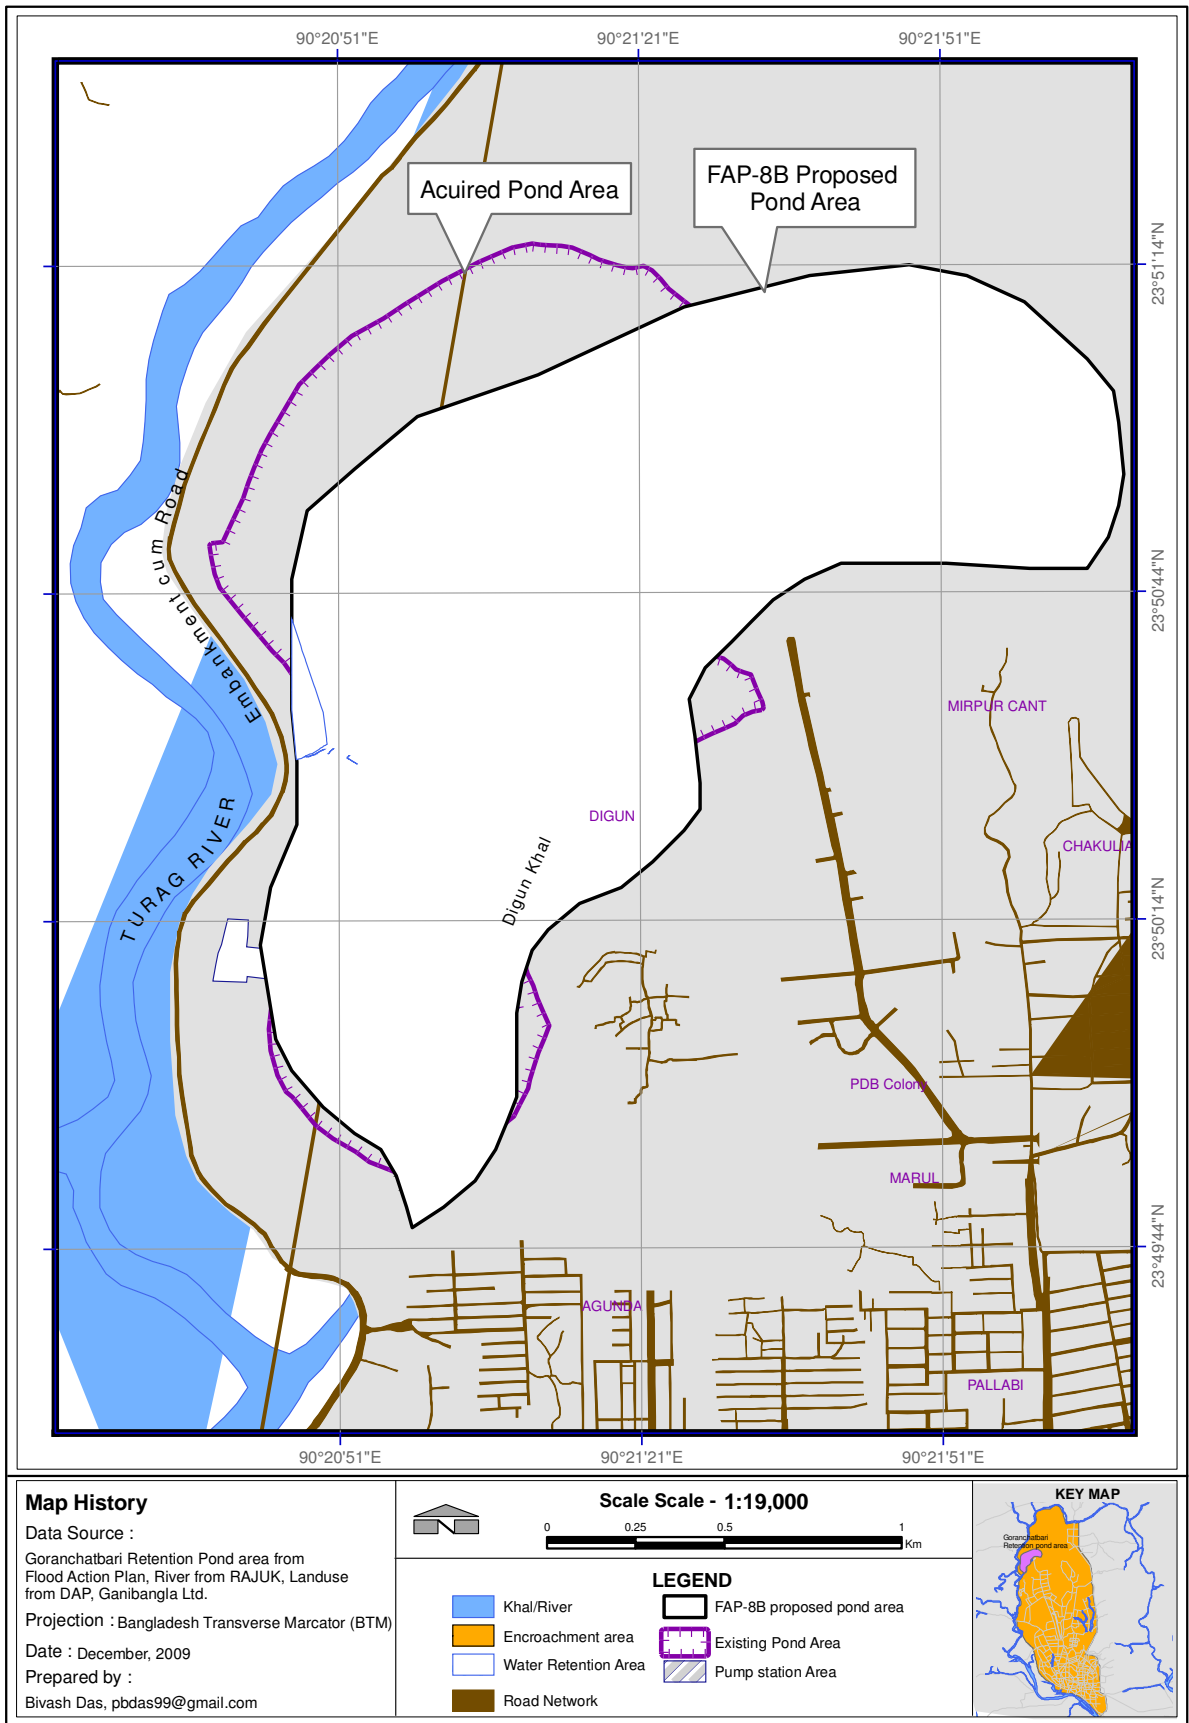 90°20'51"E
90°21'21"E
90°21'51"E
Acuired Pond Area
FAP-8B Proposed
Pond Area
23°51'14"N
Embankment cum Road
23°50'44"N
MIRPUR CANT
TURAG RIVER
DIGUN
CHAKULIA
Digun Khal
23°50'14"N
PDB Colony
MARUL
23°49'44"N
AGUNDA
PALLABI
90°20'51"E
90°21'21"E
90°21'51"E
Map History
Data Source :
Goranchatbari Retention Pond area from
Flood Action Plan, River from RAJUK, Landuse
from DAP, Ganibangla Ltd.
Projection : Bangladesh Transverse Marcator (BTM)
Date : December, 2009
Prepared by :
Bivash Das, pbdas99@gmail.com
N
Scale Scale - 1:19,000
0 0.25 0.5 1
Km
LEGEND
Khal/River
Encroachment area
Water Retention Area
Road Network
FAP-8B proposed pond area
Existing Pond Area
Pump station Area
KEY MAP
Goranchatbari
Retention pond area